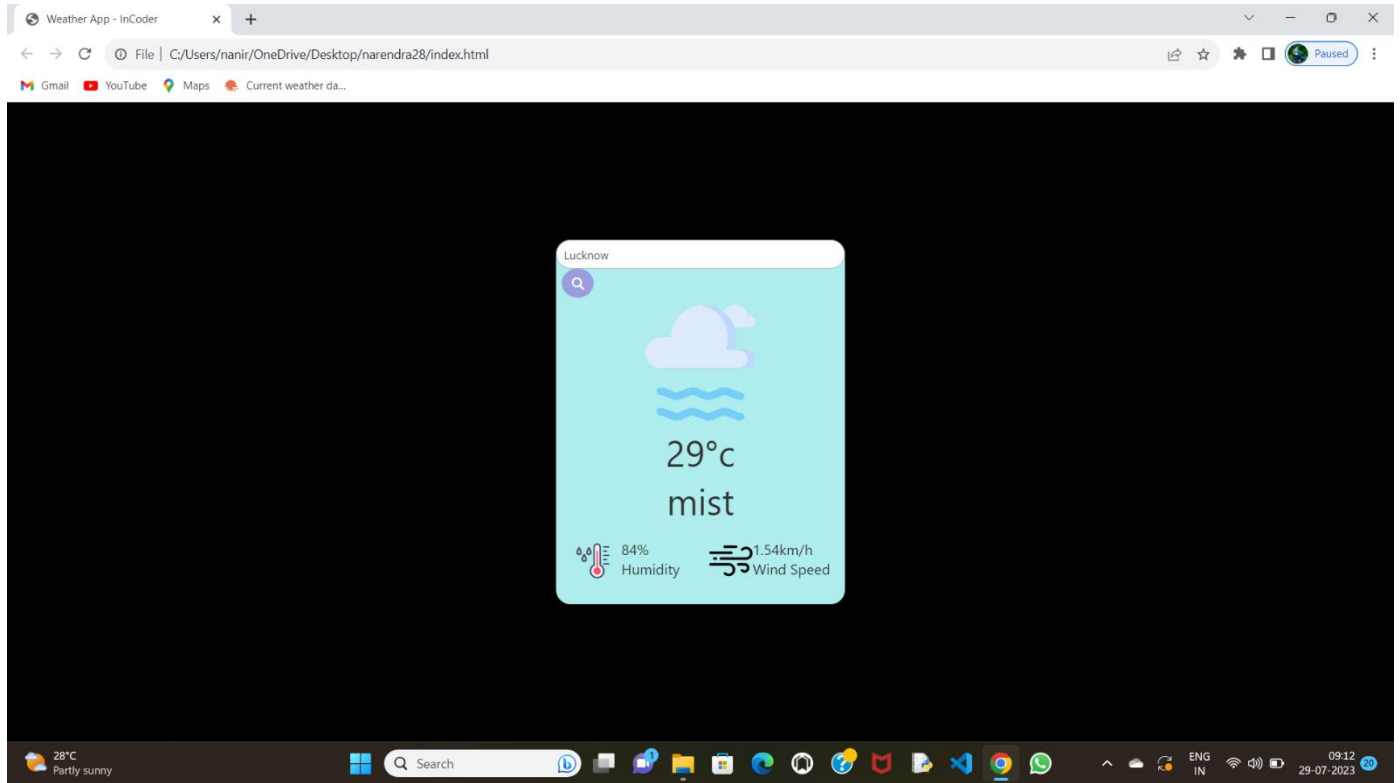 Weather App - InCoder
File | C:/Users/nanir/OneDrive/Desktop/narendra28/index.html
Paused
Gmail YouTube Maps Current weather da...
Lucknow
29°c
mist
84% 1.54km/h
Humidity Wind Speed
28°C
Partly sunny
Search
1
ENG
IN
09:12
29-07-2023
20